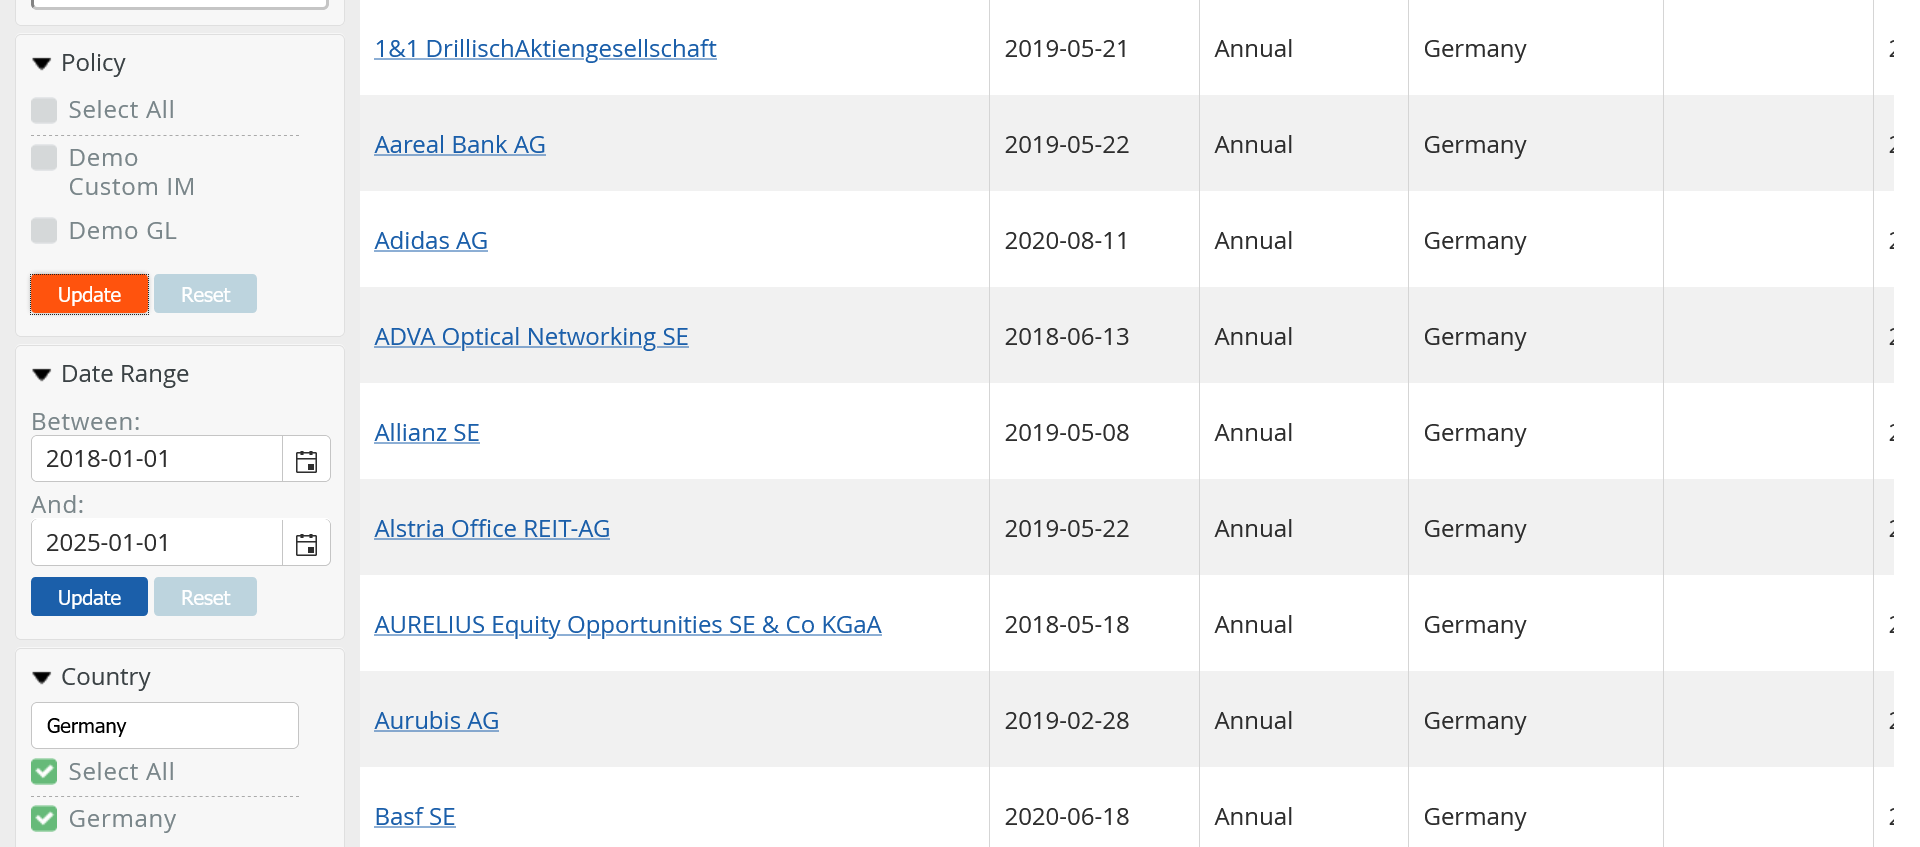 Policy
Select All
Demo
Custom IM
Demo GL
Update Reset
Date Range
Between:
2018-01-01
And:
2025-01-01
Update Reset
Country
Germany
Select All
Germany
1&1 DrillischAktiengesellschaft 2019-05-21 Annual Germany
Aareal Bank AG 2019-05-22 Annual Germany
Adidas AG 2020-08-11 Annual Germany
ADVA Optical Networking SE 2018-06-13 Annual Germany
Allianz SE 2019-05-08 Annual Germany
Alstria Office REIT-AG 2019-05-22 Annual Germany
AURELIUS Equity Opportunities SE & Co KGaA 2018-05-18 Annual Germany
Aurubis AG 2019-02-28 Annual Germany
Basf SE 2020-06-18 Annual Germany